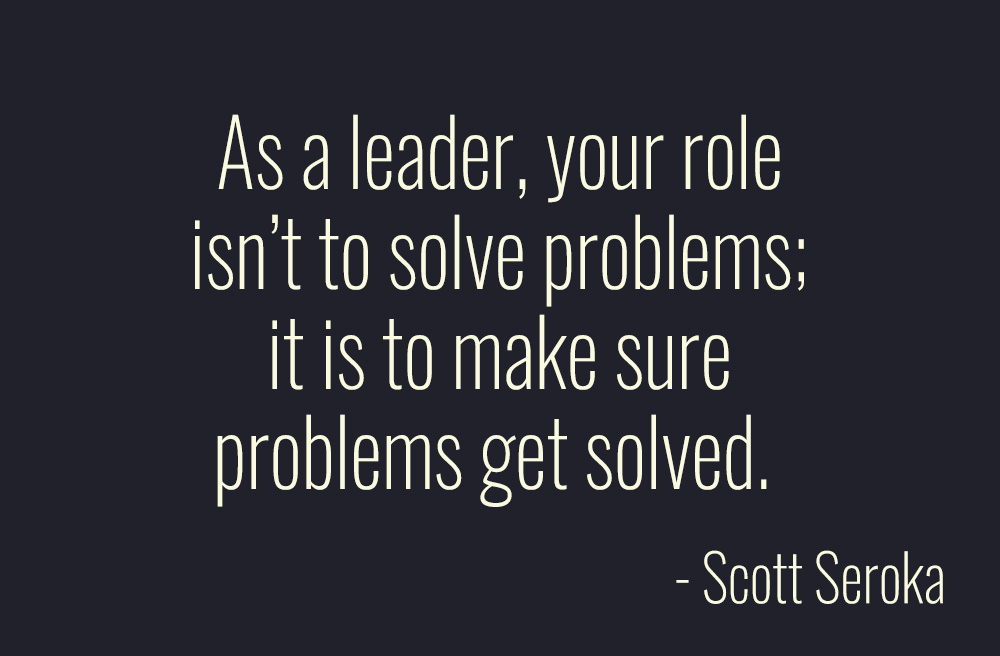 As a leader, your role
isn’t to solve problems;
it is to make sure
problems get solved.
- Scott Seroka